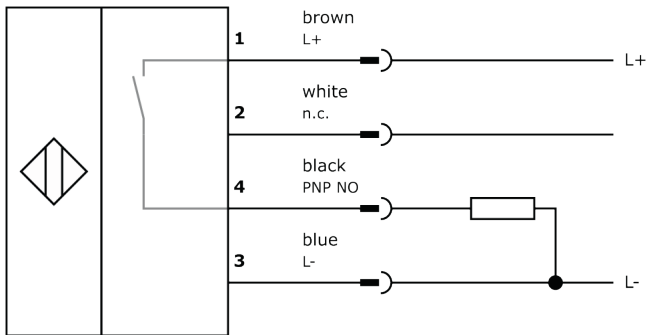 brown
1
L+
L+
white
2
n.c.
black
4
PNP NO
blue
3
L-
L-